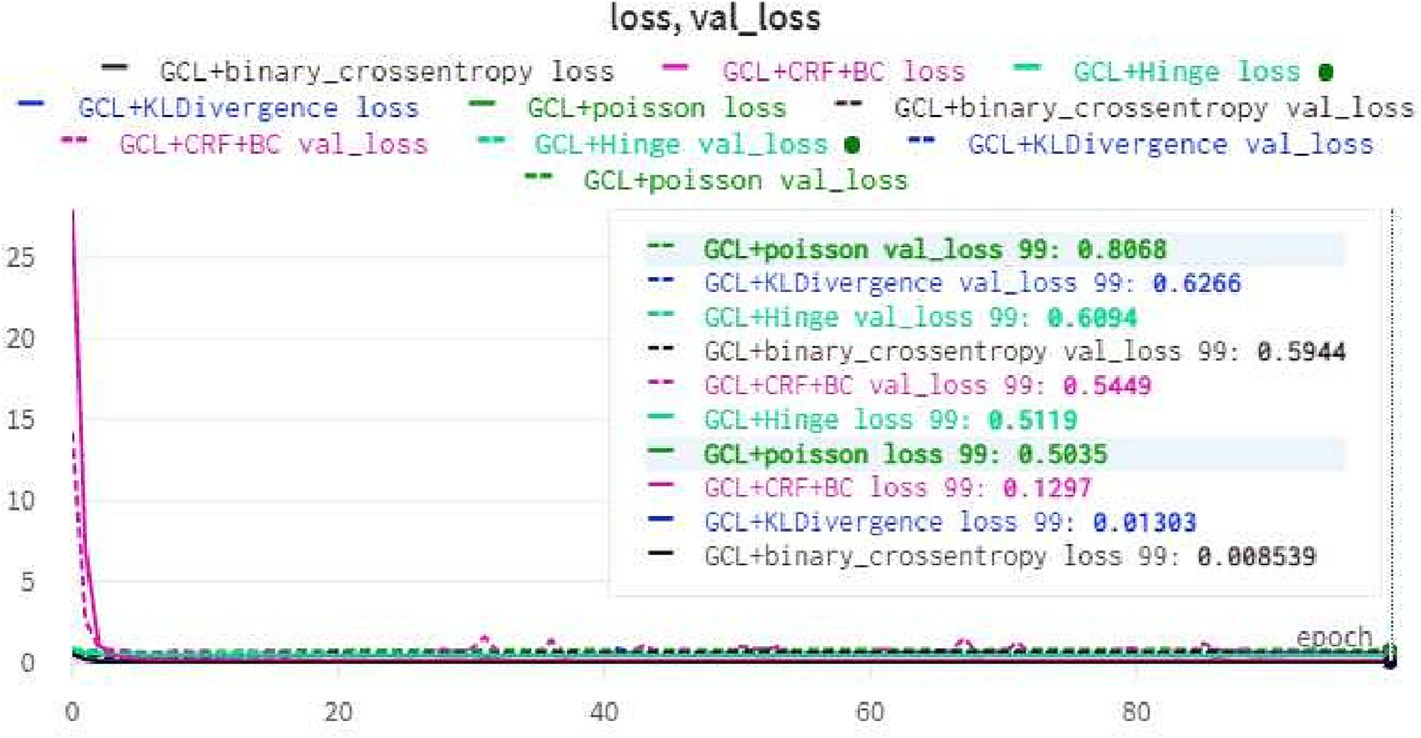 loss, val_loss
GCL+binary_crossentropy loss GCL+CRF+BC loss GCL+Hinge loss
GCL+KLDivergence loss GCL+poisson loss GCL+binary_crossentropy val_loss
GCL+CRF+BC val_loss GCL+Hinge val_loss GCL+KLDivergence val_loss
GCL+poisson val_loss
25
20
15
10
5
0
GCL+poisson val_loss 99: 0.8068
GCL+KLDivergence val_loss 99: 0.6266
GCL+Hinge val_loss 99: 0.6094
GCL+binary_crossentropy val_loss 99: 0.5944
GCL+CRF+BC val_loss 99: 0.5449
GCL+Hinge loss 99: 0.5119
GCL+poisson loss 99: 0.5035
GCL+CRF+BC loss 99: 0.1297
GCL+KLDivergence loss 99: 0.01303
GCL+binary_crossentropy loss 99: 0.008539
epoch
0 20 40 60 80